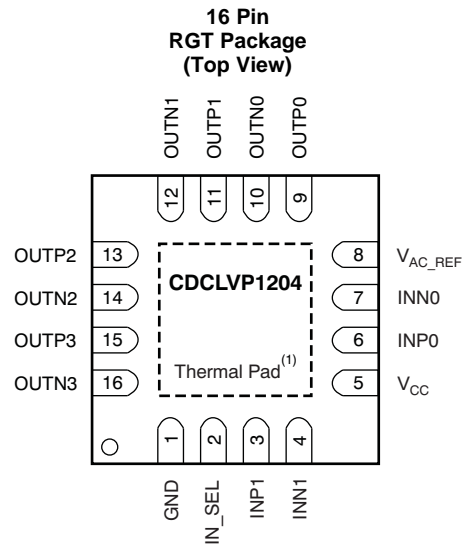 16 Pin
RGT Package
(Top View)
OUTN1
OUTP1
OUTN0
OUTP0
12
11
10
9
OUTP2 13
CDCLVP1204
8 VAC_REF
OUTN2 14
7 INN0
OUTP3 15
6 INP0
OUTN3 16
Thermal Pad(1)
5 VCC
1
2
3
4
GND
IN_SEL
INP1
INN1